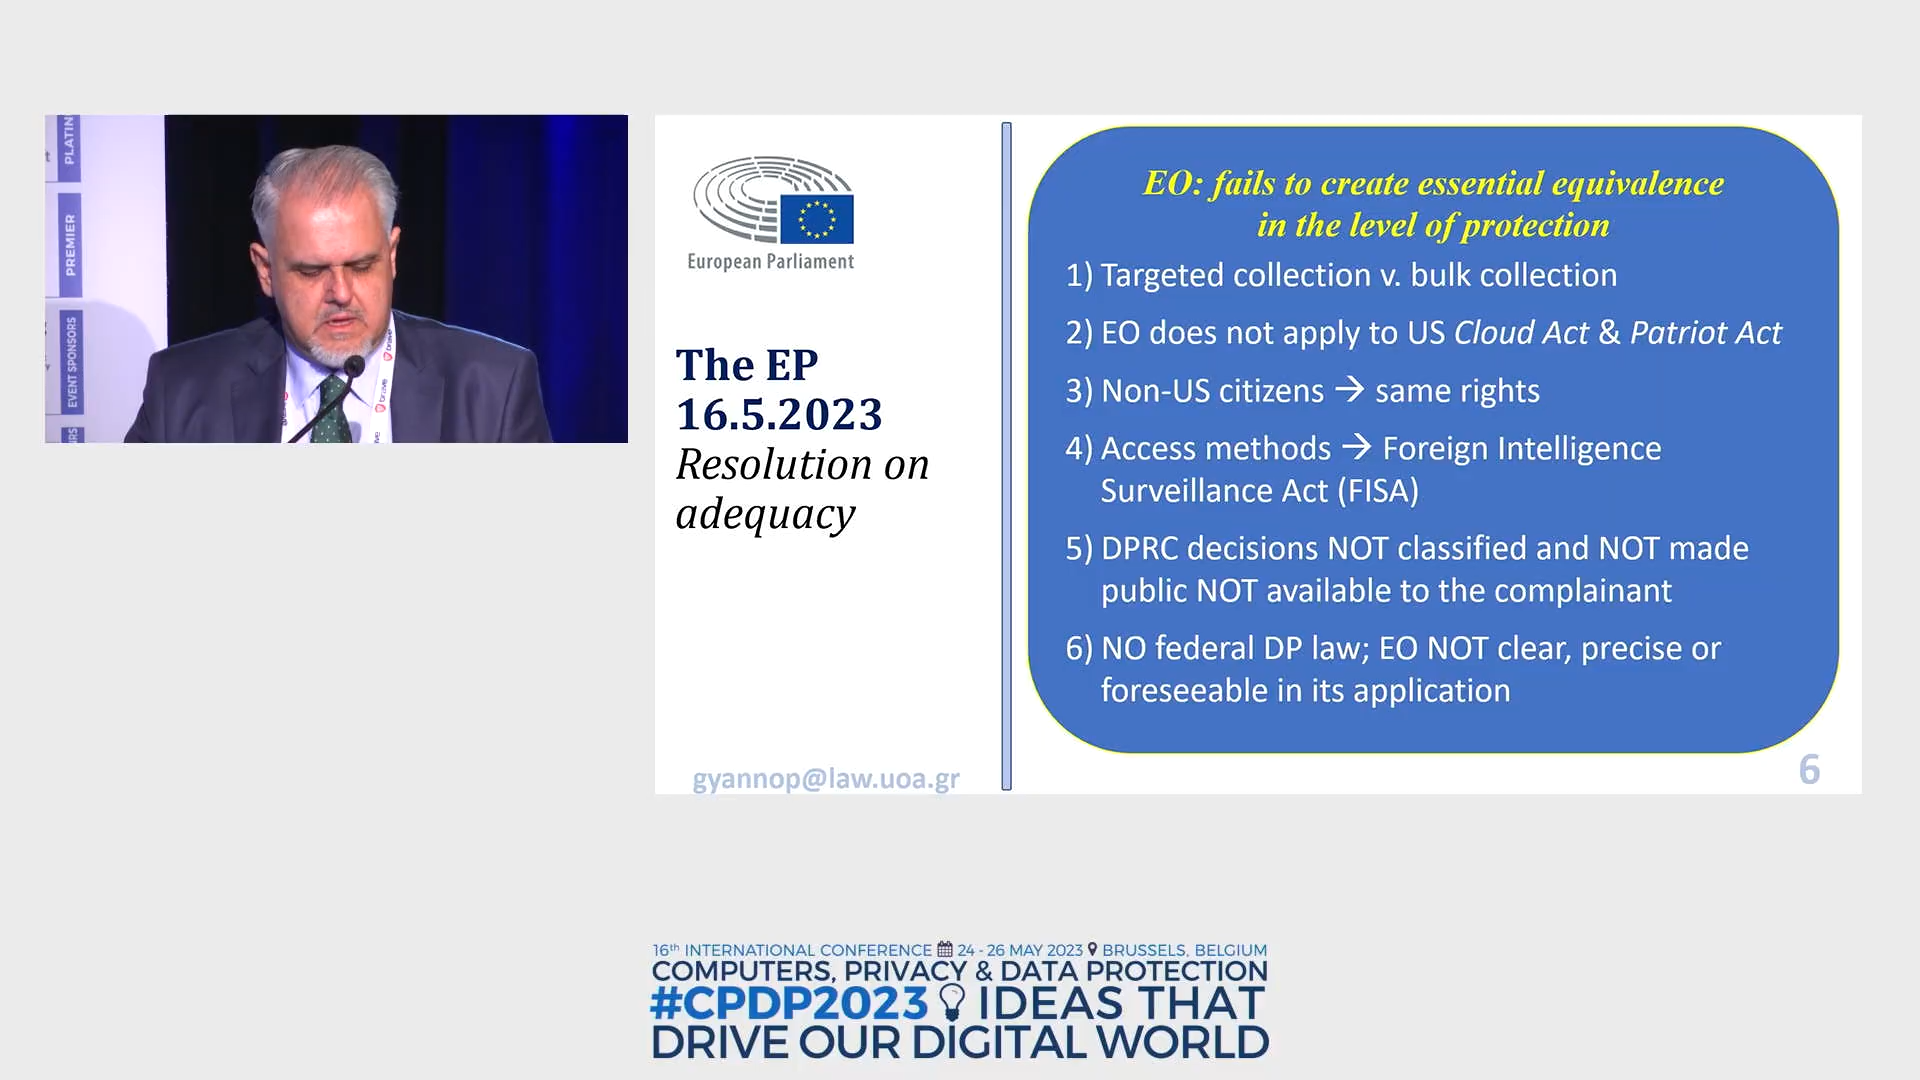 PLATIN
PREMIER
EVENT SPONSORS
RS
brave
brave
European Parliament
The EP
16.5.2023
Resolution on
adequacy
gyannop@law.uoa.gr
EO: fails to create essential equivalence
in the level of protection
1) Targeted collection v. bulk collection
2) EO does not apply to US Cloud Act & Patriot Act
3) Non-US citizens → same rights
4) Access methods → Foreign Intelligence
Surveillance Act (FISA)
5) DPRC decisions NOT classified and NOT made
public NOT available to the complainant
6) NO federal DP law; EO NOT clear, precise or
foreseeable in its application
6
16th INTERNATIONAL CONFERENCE 24 - 26 MAY 2023 BRUSSELS, BELGIUM
COMPUTERS, PRIVACY & DATA PROTECTION
#CPDP2023 IDEAS THAT
DRIVE OUR DIGITAL WORLD